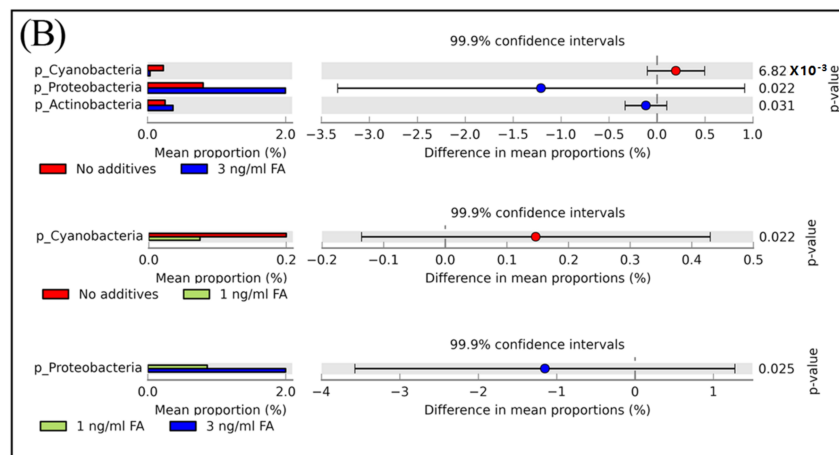 (B)
99.9% confidence intervals
p_Cyanobacteria
p_Proteobacteria
p_Actinobacteria
6.82 X10⁻³
0.022
0.031
p-value
0.0 2.0
−3.5 −3.0 −2.5 −2.0 −1.5 −1.0 −0.5 0.0 0.5 1.0
Mean proportion (%)
Difference in mean proportions (%)
No additives 3 ng/ml FA
99.9% confidence intervals
p_Cyanobacteria
0.022
p-value
0.0 0.2
−0.2 −0.1 0.0 0.1 0.2 0.3 0.4 0.5
Mean proportion (%)
Difference in mean proportions (%)
No additives 1 ng/ml FA
99.9% confidence intervals
p_Proteobacteria
0.025
p-value
0.0 2.0
−4 −3 −2 −1 0 1
Mean proportion (%)
Difference in mean proportions (%)
1 ng/ml FA 3 ng/ml FA